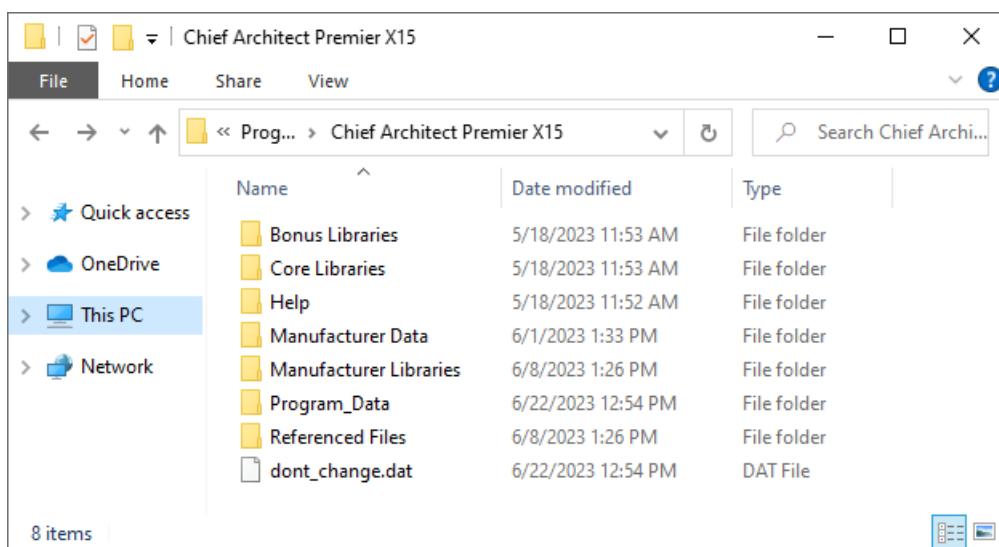 Chief Architect Premier X15
File Home Share View
?
« Prog... > Chief Architect Premier X15 Search Chief Archi...
Name Date modified Type
Quick access
OneDrive
This PC
Network
Bonus Libraries 5/18/2023 11:53 AM File folder
Core Libraries 5/18/2023 11:53 AM File folder
Help 5/18/2023 11:52 AM File folder
Manufacturer Data 6/1/2023 1:33 PM File folder
Manufacturer Libraries 6/8/2023 1:26 PM File folder
Program_Data 6/22/2023 12:54 PM File folder
Referenced Files 6/8/2023 1:26 PM File folder
dont_change.dat 6/22/2023 12:54 PM DAT File
8 items